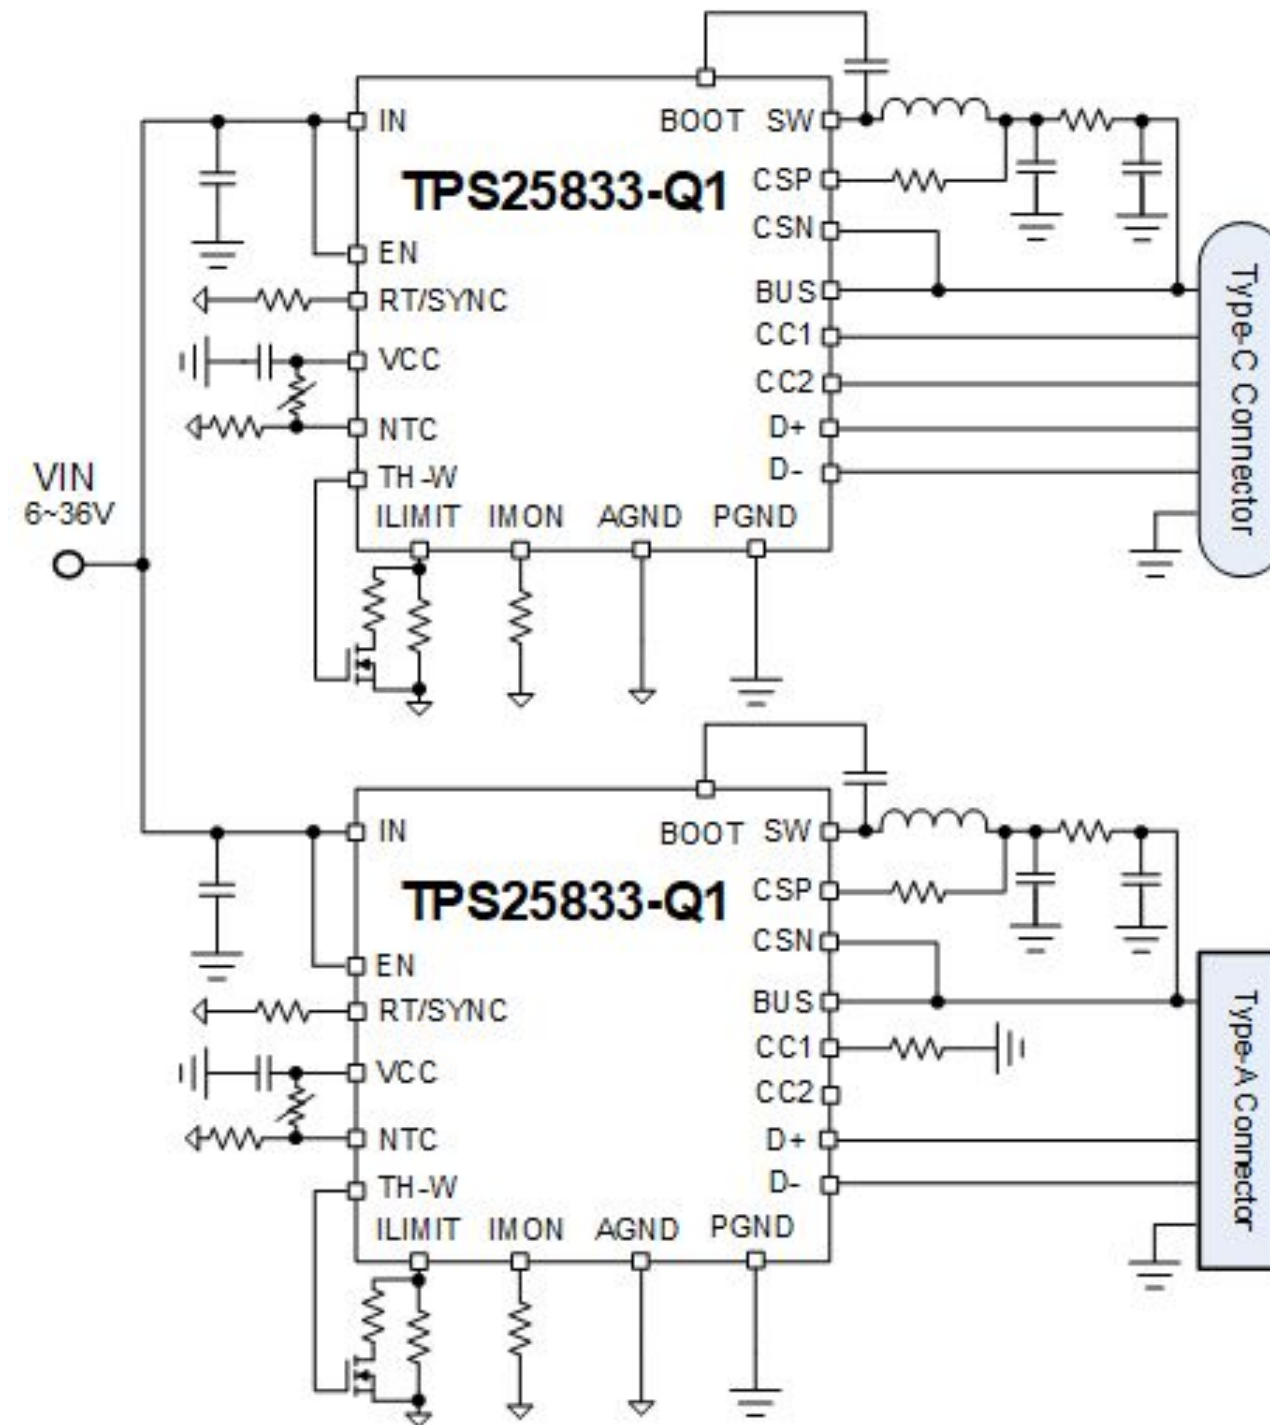 BOOT
SW
IN
TPS25833-Q1
CSP
CSN
EN
BUS
RT/SYNC
CC1
VCC
CC2
NTC
D+
TH-W
D-
ILIMIT
IMON
AGND
PGND
Type-C Connector
VIN
6~36V
BOOT
SW
IN
TPS25833-Q1
CSP
CSN
EN
BUS
RT/SYNC
CC1
VCC
CC2
NTC
D+
TH-W
D-
ILIMIT
IMON
AGND
PGND
Type-A Connector